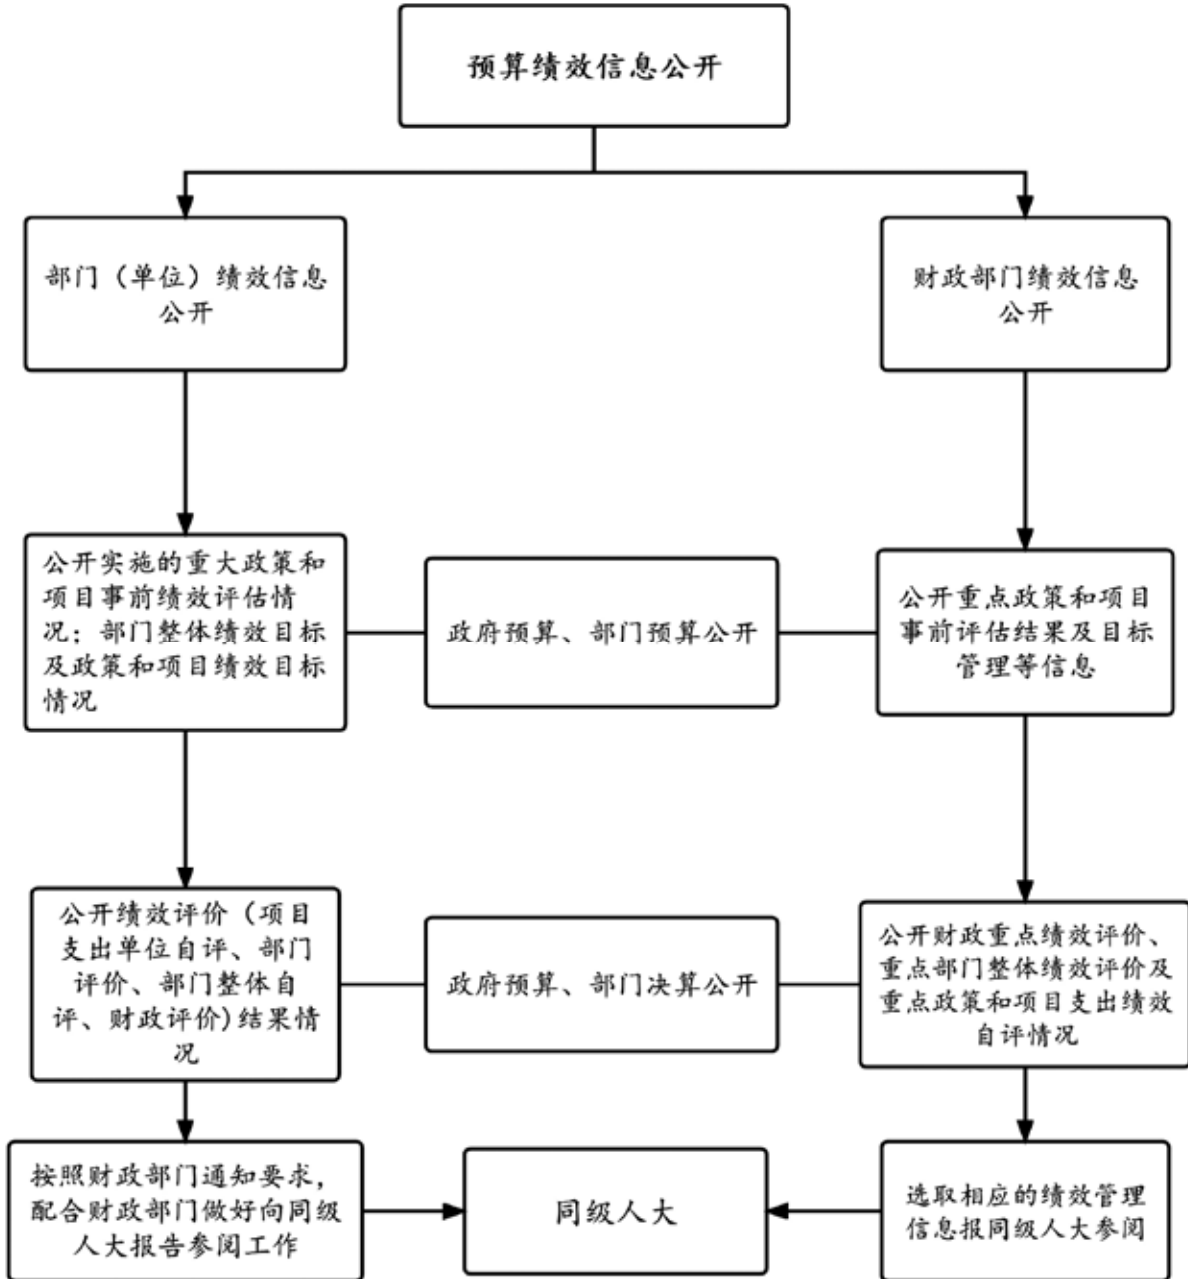 预算绩效信息公开
部门（单位）绩效信息
公开
财政部门绩效信息
公开
公开实施的重大政策和
项目事前绩效评估情
况；部门整体绩效目标
及政策和项目绩效目标
情况
政府预算、部门预算公开
公开重点政策和项目
事前评估结果及目标
管理等信息
公开绩效评价（项目
支出单位自评、部门
评价、部门整体自
评、财政评价)结果情
况
政府预算、部门决算公开
公开财政重点绩效评价、
重点部门整体绩效评价及
重点政策和项目支出绩效
自评情况
按照财政部门通知要求，
配合财政部门做好向同级
人大报告参阅工作
同级人大
选取相应的绩效管理
信息报同级人大参阅